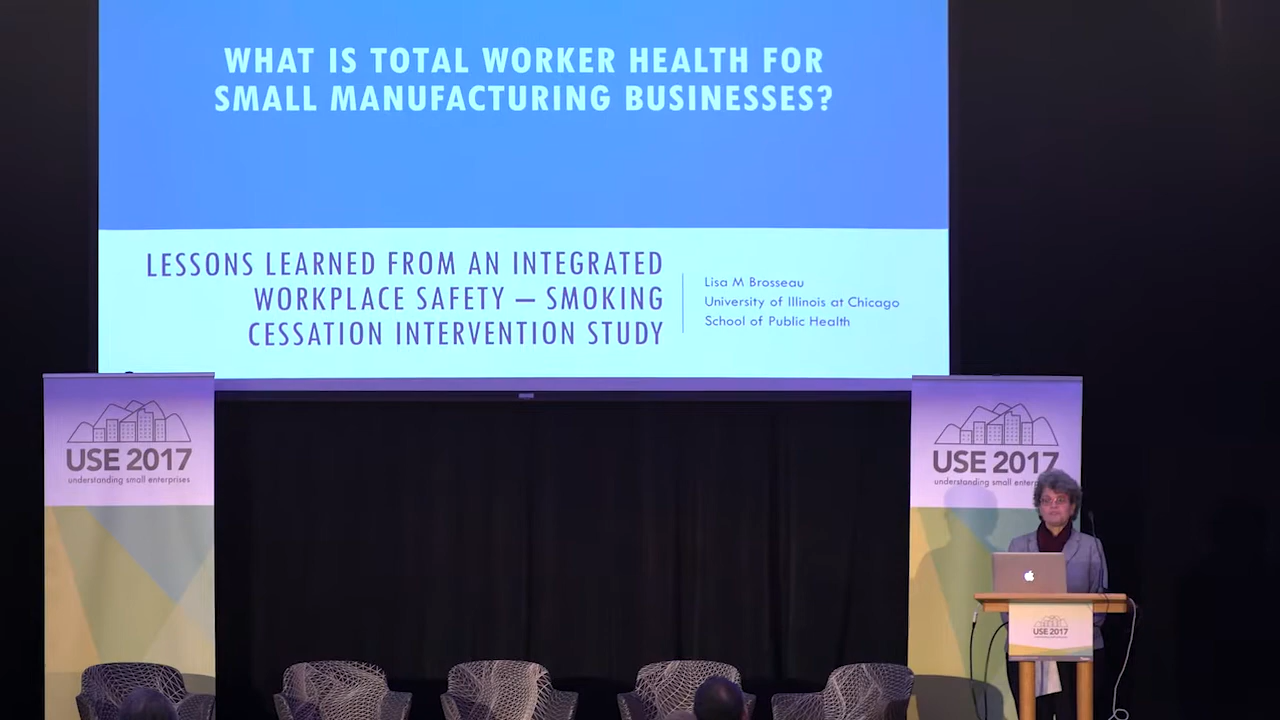 WHAT IS TOTAL WORKER HEALTH FOR
SMALL MANUFACTURING BUSINESSES?
LESSONS LEARNED FROM AN INTEGRATED
WORKPLACE SAFETY – SMOKING
CESSATION INTERVENTION STUDY
Lisa M Brosseau
University of Illinois at Chicago
School of Public Health
USE 2017
understanding small enterprises
USE 2017
understanding small
USE 2017